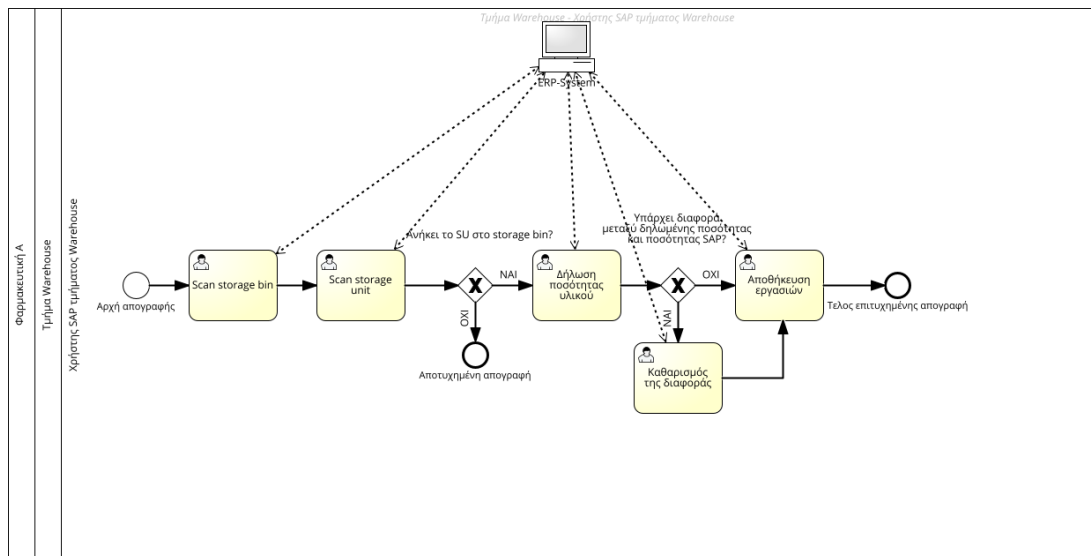 Τμήμα Warehouse - Χρήστης SAP τμήματος Warehouse
ERP-System
Φαρμακευτική Α
Τμήμα Warehouse
Χρήστης SAP τμήματος Warehouse
Αρχή απογραφής
Scan storage bin
Scan storage
unit
Ανήκει το SU στο storage bin?
ΝΑΙ
ΟΧΙ
Αποτυχημένη απογραφή
Δήλωση
ποσότητας
υλικού
Υπάρχει διαφορά
μεταξύ δηλωμένης ποσότητας
και ποσότητας SAP?
ΟΧΙ
ΝΑΙ
Καθαρισμός
της διαφοράς
Αποθήκευση
εργασιών
Τελος επιτυχημένης απογραφή